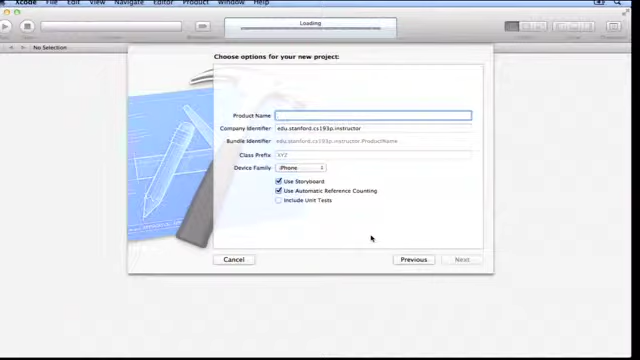 Xcode File Edit View Navigate Editor Product Window Help
Loading
No Selection
Choose options for your new project:
Product Name
Company Identifier edu.stanford.cs193p.instructor
Bundle Identifier edu.stanford.cs193p.instructor.ProductName
Class Prefix XYZ
Device Family iPhone
Use Storyboard
Use Automatic Reference Counting
Include Unit Tests
Cancel Previous Next